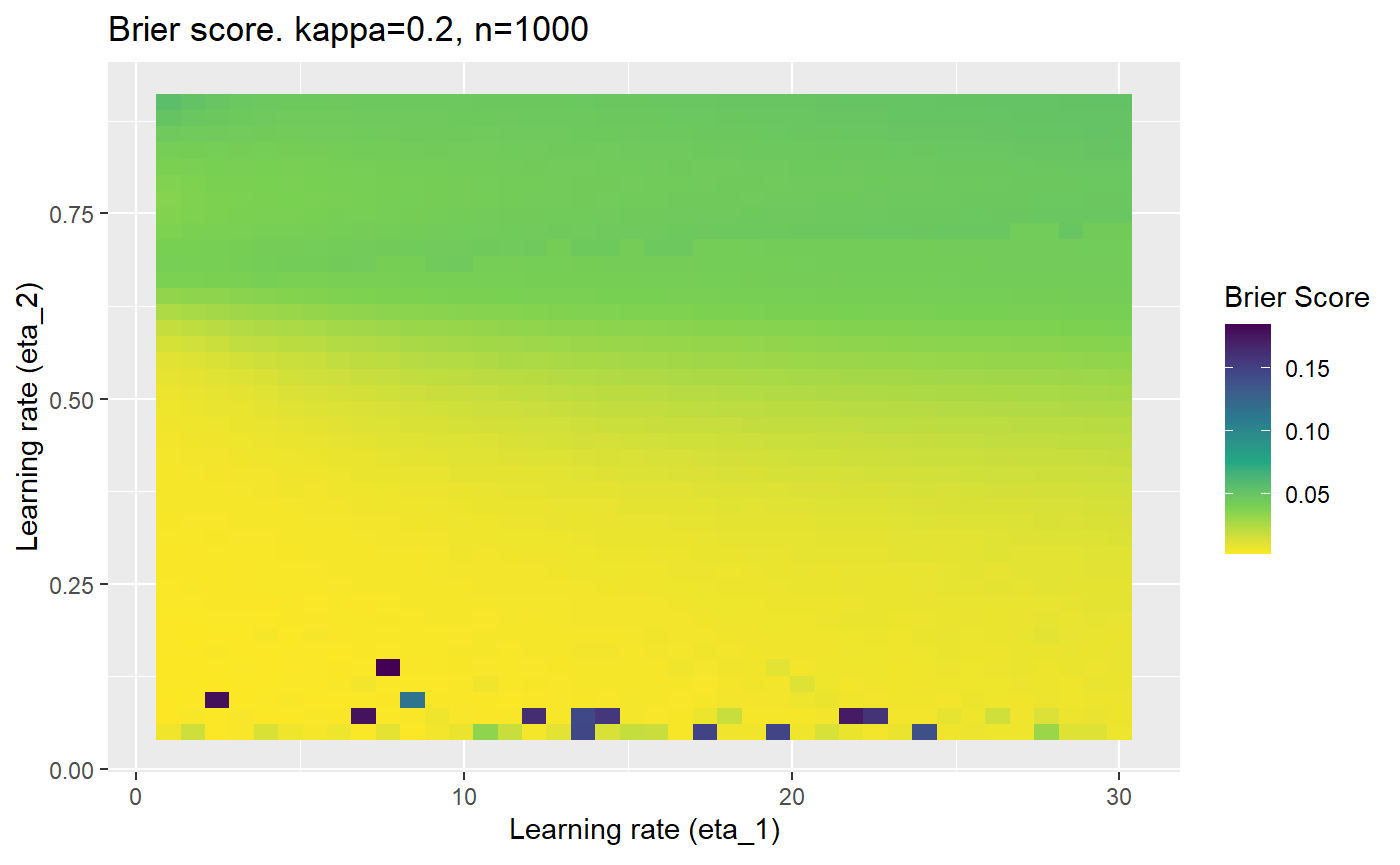 Brier score. kappa=0.2, n=1000
Learning rate (eta_2)
0.75
0.50
0.25
0.00
0
10
20
30
Learning rate (eta_1)
Brier Score
0.15
0.10
0.05